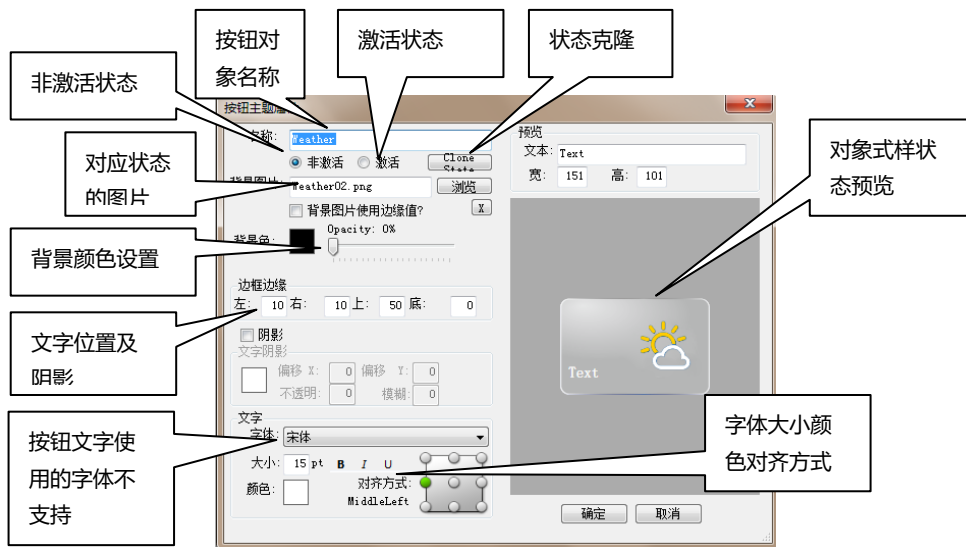 按钮对
象名称
激活状态
状态克隆
非激活状态
对应状态
的图片
背景颜色设置
文字位置及
阴影
按钮文字使
用的字体不
支持
对象式样状
态预览
字体大小颜
色对齐方式
按钮主题
名称: Weather
非激活 激活 Clone State
背景图片: Weather02.png 浏览
背景图片使用边缘值? X
背景色: Opacity: 0%
边框边缘
左: 10 右: 10 上: 50 底: 0
阴影
文字阴影
偏移 X: 0 偏移 Y: 0
不透明: 0 模糊: 0
文字
字体: 宋体
大小: 15 pt B I U
颜色: 对齐方式:
MiddleLeft
预览
文本: Text
宽: 151 高: 101
Text
确定 取消